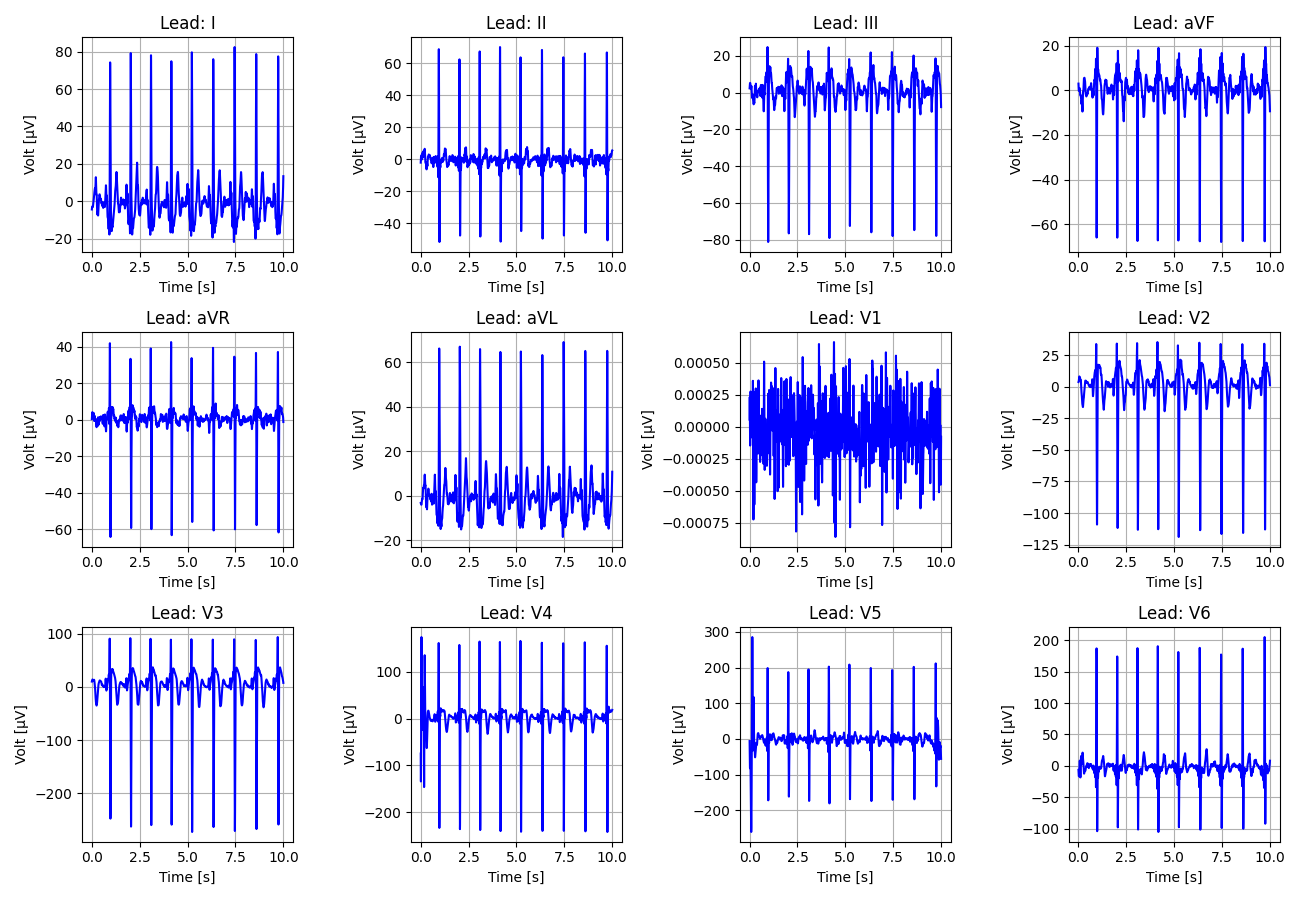 Lead: I Lead: II Lead: III Lead: aVF
Volt [µV] 80 60 40 20 0 −20
Volt [µV] 60 40 20 0 −20 −40
Volt [µV] 20 0 −20 −40 −60 −80
Volt [µV] 20 0 −20 −40 −60
0.0 2.5 5.0 7.5 10.0 0.0 2.5 5.0 7.5 10.0 0.0 2.5 5.0 7.5 10.0 0.0 2.5 5.0 7.5 10.0
Time [s] Time [s] Time [s] Time [s]
Lead: aVR Lead: aVL Lead: V1 Lead: V2
Volt [µV] 40 20 0 −20 −40 −60
Volt [µV] 60 40 20 0 −20
Volt [µV] 0.00050 0.00025 0.00000 −0.00025 −0.00050 −0.00075
Volt [µV] 25 0 −25 −50 −75 −100 −125
0.0 2.5 5.0 7.5 10.0 0.0 2.5 5.0 7.5 10.0 0.0 2.5 5.0 7.5 10.0 0.0 2.5 5.0 7.5 10.0
Time [s] Time [s] Time [s] Time [s]
Lead: V3 Lead: V4 Lead: V5 Lead: V6
Volt [µV] 100 0 −100 −200
Volt [µV] 100 0 −100 −200
Volt [µV] 300 200 100 0 −100 −200
Volt [µV] 200 150 100 50 0 −50 −100
0.0 2.5 5.0 7.5 10.0 0.0 2.5 5.0 7.5 10.0 0.0 2.5 5.0 7.5 10.0 0.0 2.5 5.0 7.5 10.0
Time [s] Time [s] Time [s] Time [s]